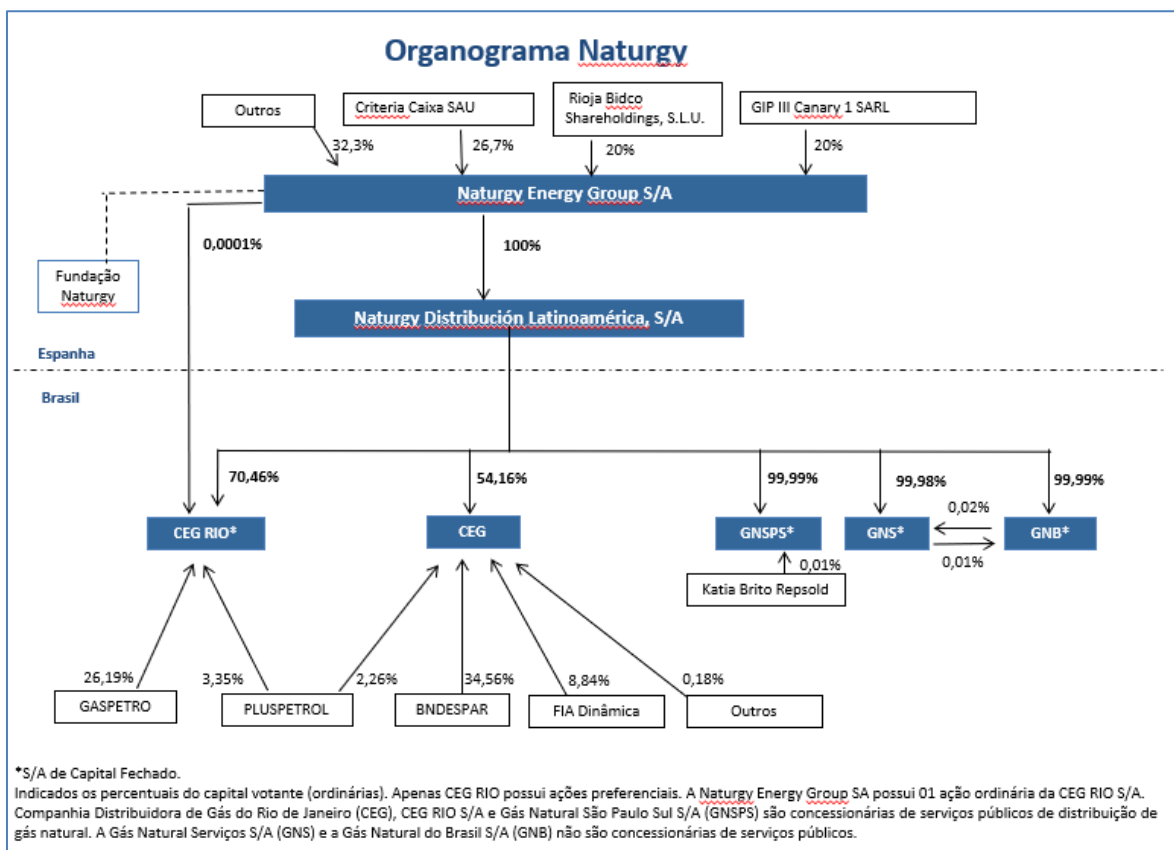 Organograma Naturgy
Outros
Criteria Caixa SAU
Rioja Bidco
Shareholdings, S.L.U.
GIP III Canary 1 SARL
32,3%
26,7%
20%
20%
Naturgy Energy Group S/A
0,0001%
100%
Fundação
Naturgy
Naturgy Distribución Latinoamérica, S/A
Espanha
Brasil
70,46%
54,16%
99,99%
99,98%
99,99%
0,02%
CEG RIO*
CEG
GNSPS*
GNS*
GNB*
0,01%
0,01%
Katia Brito Repsold
26,19%
3,35%
2,26%
34,56%
8,84%
0,18%
GASPETRO
PLUSPETROL
BNDESPAR
FIA Dinâmica
Outros
*S/A de Capital Fechado.
Indicados os percentuais do capital votante (ordinárias). Apenas CEG RIO possui ações preferenciais. A Naturgy Energy Group SA possui 01 ação ordinária da CEG RIO S/A.
Companhia Distribuidora de Gás do Rio de Janeiro (CEG), CEG RIO S/A e Gás Natural São Paulo Sul S/A (GNSPS) são concessionárias de serviços públicos de distribuição de
gás natural. A Gás Natural Serviços S/A (GNS) e a Gás Natural do Brasil S/A (GNB) não são concessionárias de serviços públicos.